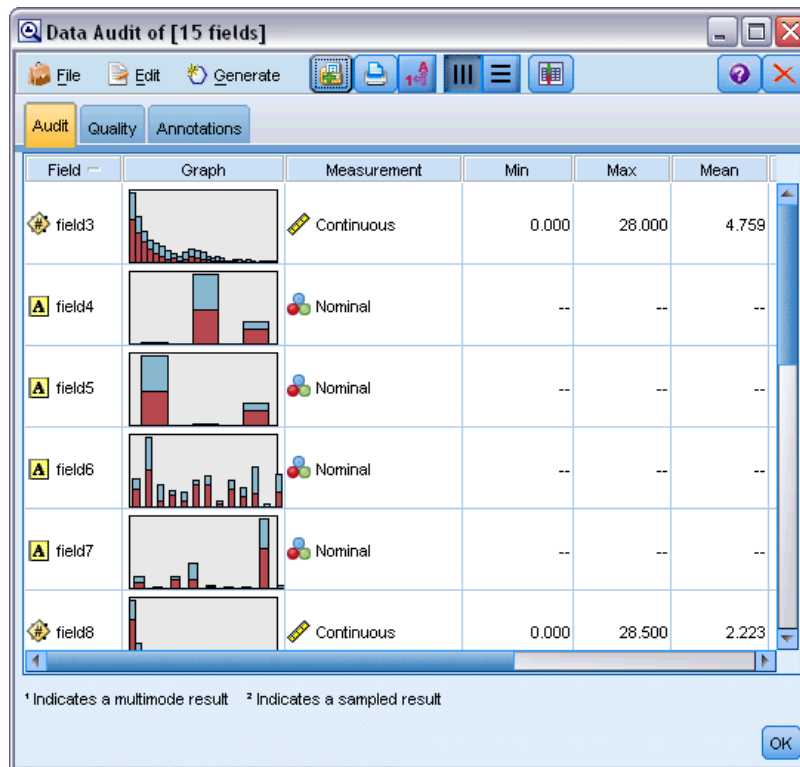 Data Audit of [15 fields]
File Edit Generate
Audit Quality Annotations
Field Graph Measurement Min Max Mean
field3 Continuous 0.000 28.000 4.759
A field4 Nominal -- -- --
A field5 Nominal -- -- --
A field6 Nominal -- -- --
A field7 Nominal -- -- --
field8 Continuous 0.000 28.500 2.223
¹ Indicates a multimode result ² Indicates a sampled result
OK